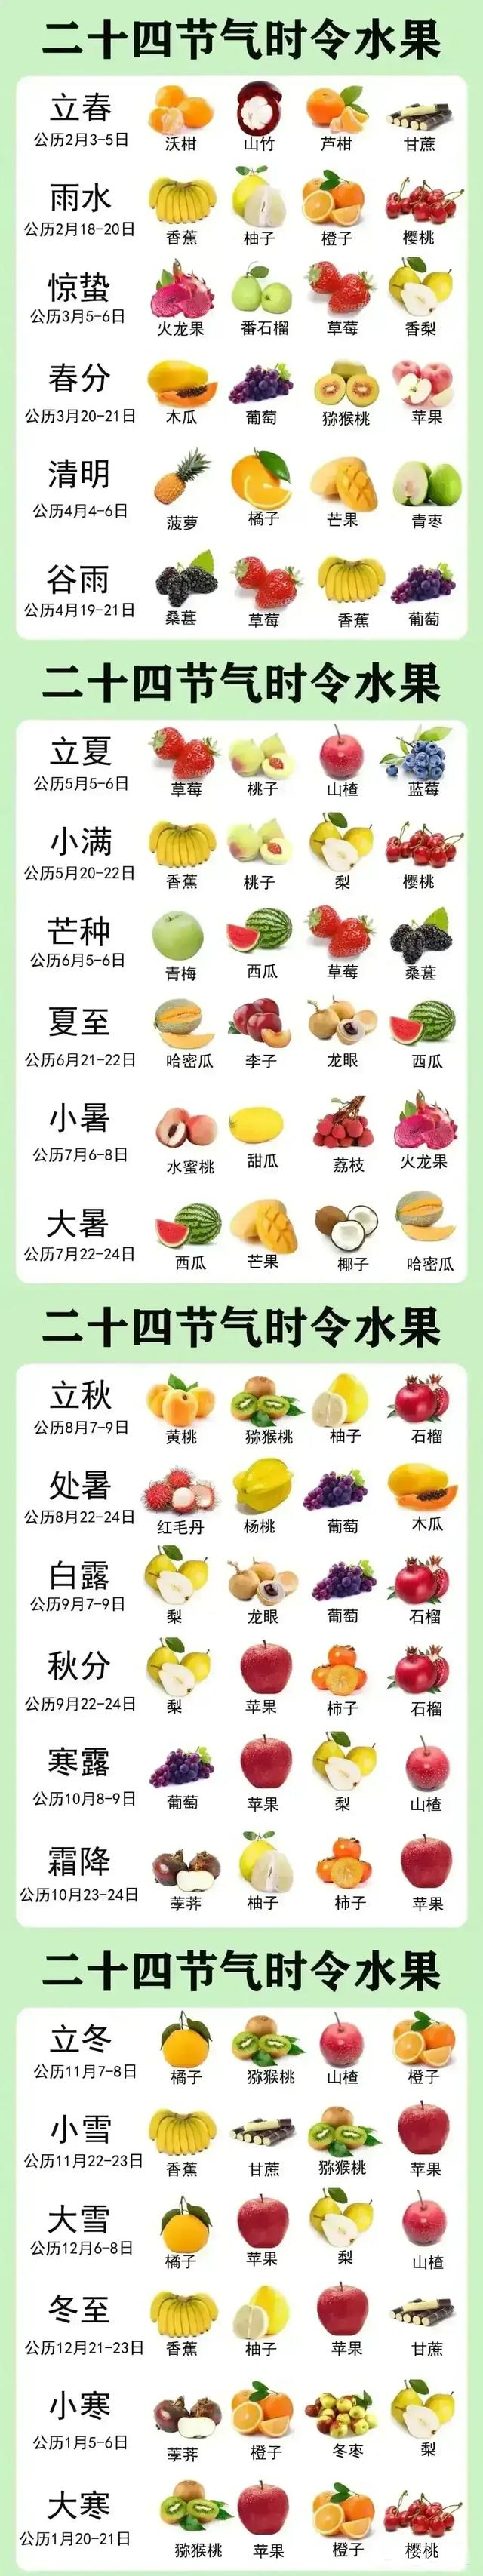 二十四节气时令水果
立春
公历2月3-5日
沃柑 山竹 芦柑 甘蔗
雨水
公历2月18-20日
香蕉 柚子 橙子 樱桃
惊蛰
公历3月5-6日
火龙果 番石榴 草莓 香梨
春分
公历3月20-21日
木瓜 葡萄 猕猴桃 苹果
清明
公历4月4-6日
菠萝 橘子 芒果 青枣
谷雨
公历4月19-21日
桑葚 草莓 香蕉 葡萄
二十四节气时令水果
立夏
公历5月5-6日
草莓 桃子 山楂 蓝莓
小满
公历5月20-22日
香蕉 桃子 梨 樱桃
芒种
公历6月5-6日
青梅 西瓜 草莓 桑葚
夏至
公历6月21-22日
哈密瓜 李子 龙眼 西瓜
小暑
公历7月6-8日
水蜜桃 甜瓜 荔枝 火龙果
大暑
公历7月22-24日
西瓜 芒果 椰子 哈密瓜
二十四节气时令水果
立秋
公历8月7-9日
黄桃 猕猴桃 柚子 石榴
处暑
公历8月22-24日
红毛丹 杨桃 葡萄 木瓜
白露
公历9月7-9日
梨 龙眼 葡萄 石榴
秋分
公历9月22-24日
梨 苹果 柿子 石榴
寒露
公历10月8-9日
葡萄 苹果 梨 山楂
霜降
公历10月23-24日
荸荠 柚子 柿子 苹果
二十四节气时令水果
立冬
公历11月7-8日
橘子 猕猴桃 山楂 橙子
小雪
公历11月22-23日
香蕉 甘蔗 猕猴桃 苹果
大雪
公历12月6-8日
橘子 苹果 梨 山楂
冬至
公历12月21-23日
香蕉 柚子 苹果 甘蔗
小寒
公历1月5-6日
荸荠 橙子 冬枣 梨
大寒
公历1月20-21日
猕猴桃 苹果 橙子 樱桃